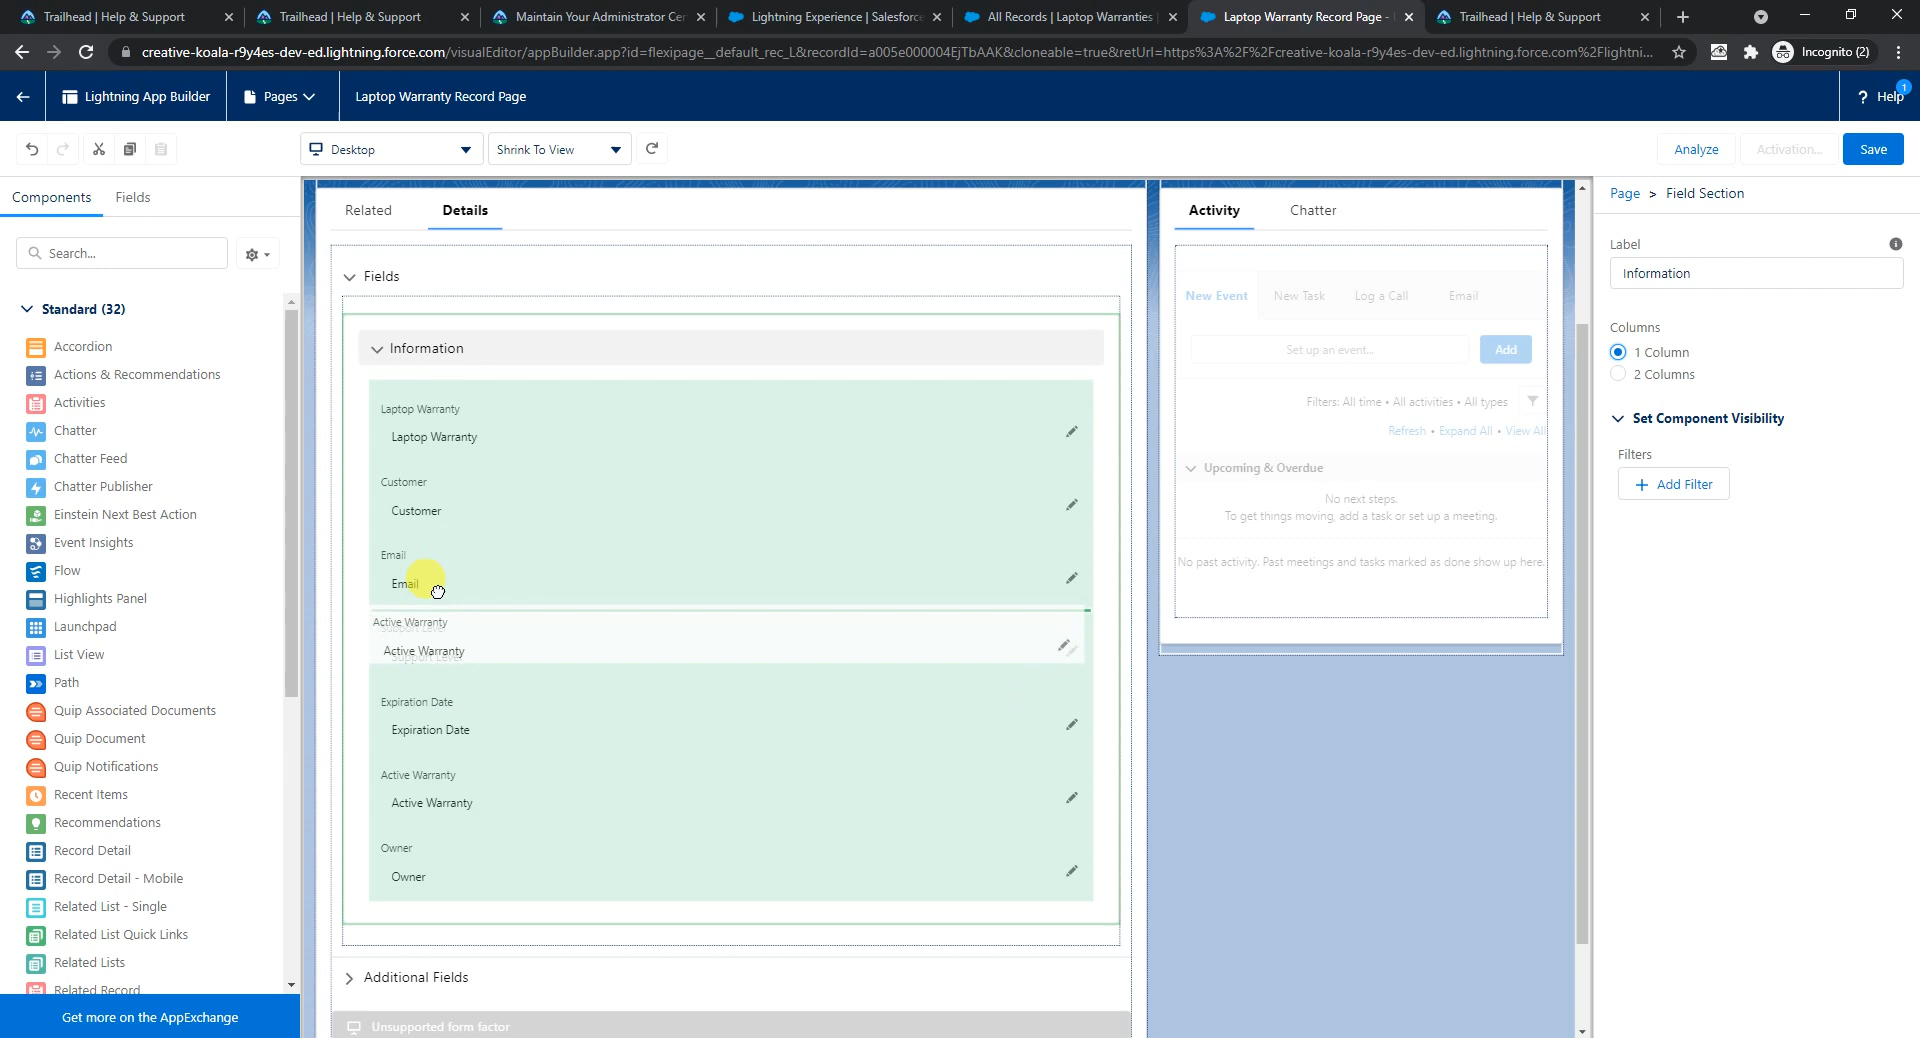 Trailhead | Help & Support
Trailhead | Help & Support
Maintain Your Administrator Cer
Lightning Experience | Salesforce
All Records | Laptop Warranties |
Laptop Warranty Record Page -
Trailhead | Help & Support
creative-koala-r9y4es-dev-ed.lightning.force.com/visualEditor/appBuilder.app?id=flexipage__default_rec_L&recordId=a005e000004EjTbAAK&cloneable=true&retUrl=https%3A%2F%2Fcreative-koala-r9y4es-dev-ed.lightning.force.com%2Flightni...
Incognito (2)
Lightning App Builder
Pages
Laptop Warranty Record Page
? Help
1
Desktop
Shrink To View
Analyze
Activation...
Save
Components
Fields
Search...
Standard (32)
Accordion
Actions & Recommendations
Activities
Chatter
Chatter Feed
Chatter Publisher
Einstein Next Best Action
Event Insights
Flow
Highlights Panel
Launchpad
List View
Path
Quip Associated Documents
Quip Document
Quip Notifications
Recent Items
Recommendations
Record Detail
Record Detail - Mobile
Related List - Single
Related List Quick Links
Related Lists
Related Record
Get more on the AppExchange
Related
Details
Fields
Information
Laptop Warranty
Laptop Warranty
Customer
Customer
Email
Email
Active Warranty
Support Level
Active Warranty
Support Level
Expiration Date
Expiration Date
Active Warranty
Active Warranty
Owner
Owner
Additional Fields
Unsupported form factor
Activity
Chatter
New Event
New Task
Log a Call
Email
Set up an event...
Add
Filters: All time • All activities • All types
Refresh • Expand All • View All
Upcoming & Overdue
No next steps.
To get things moving, add a task or set up a meeting.
No past activity. Past meetings and tasks marked as done show up here.
Page > Field Section
Label
Information
Columns
1 Column
2 Columns
Set Component Visibility
Filters
+ Add Filter